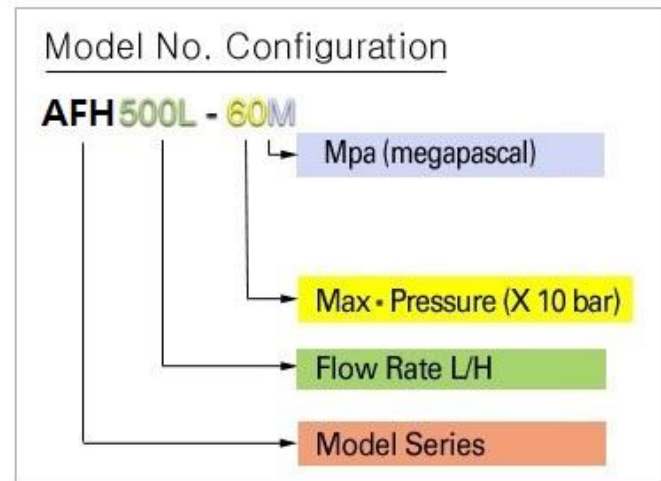 Model No. Configuration
AFH500L - 60M
Mpa (megapascal)
Max • Pressure (X 10 bar)
Flow Rate L/H
Model Series